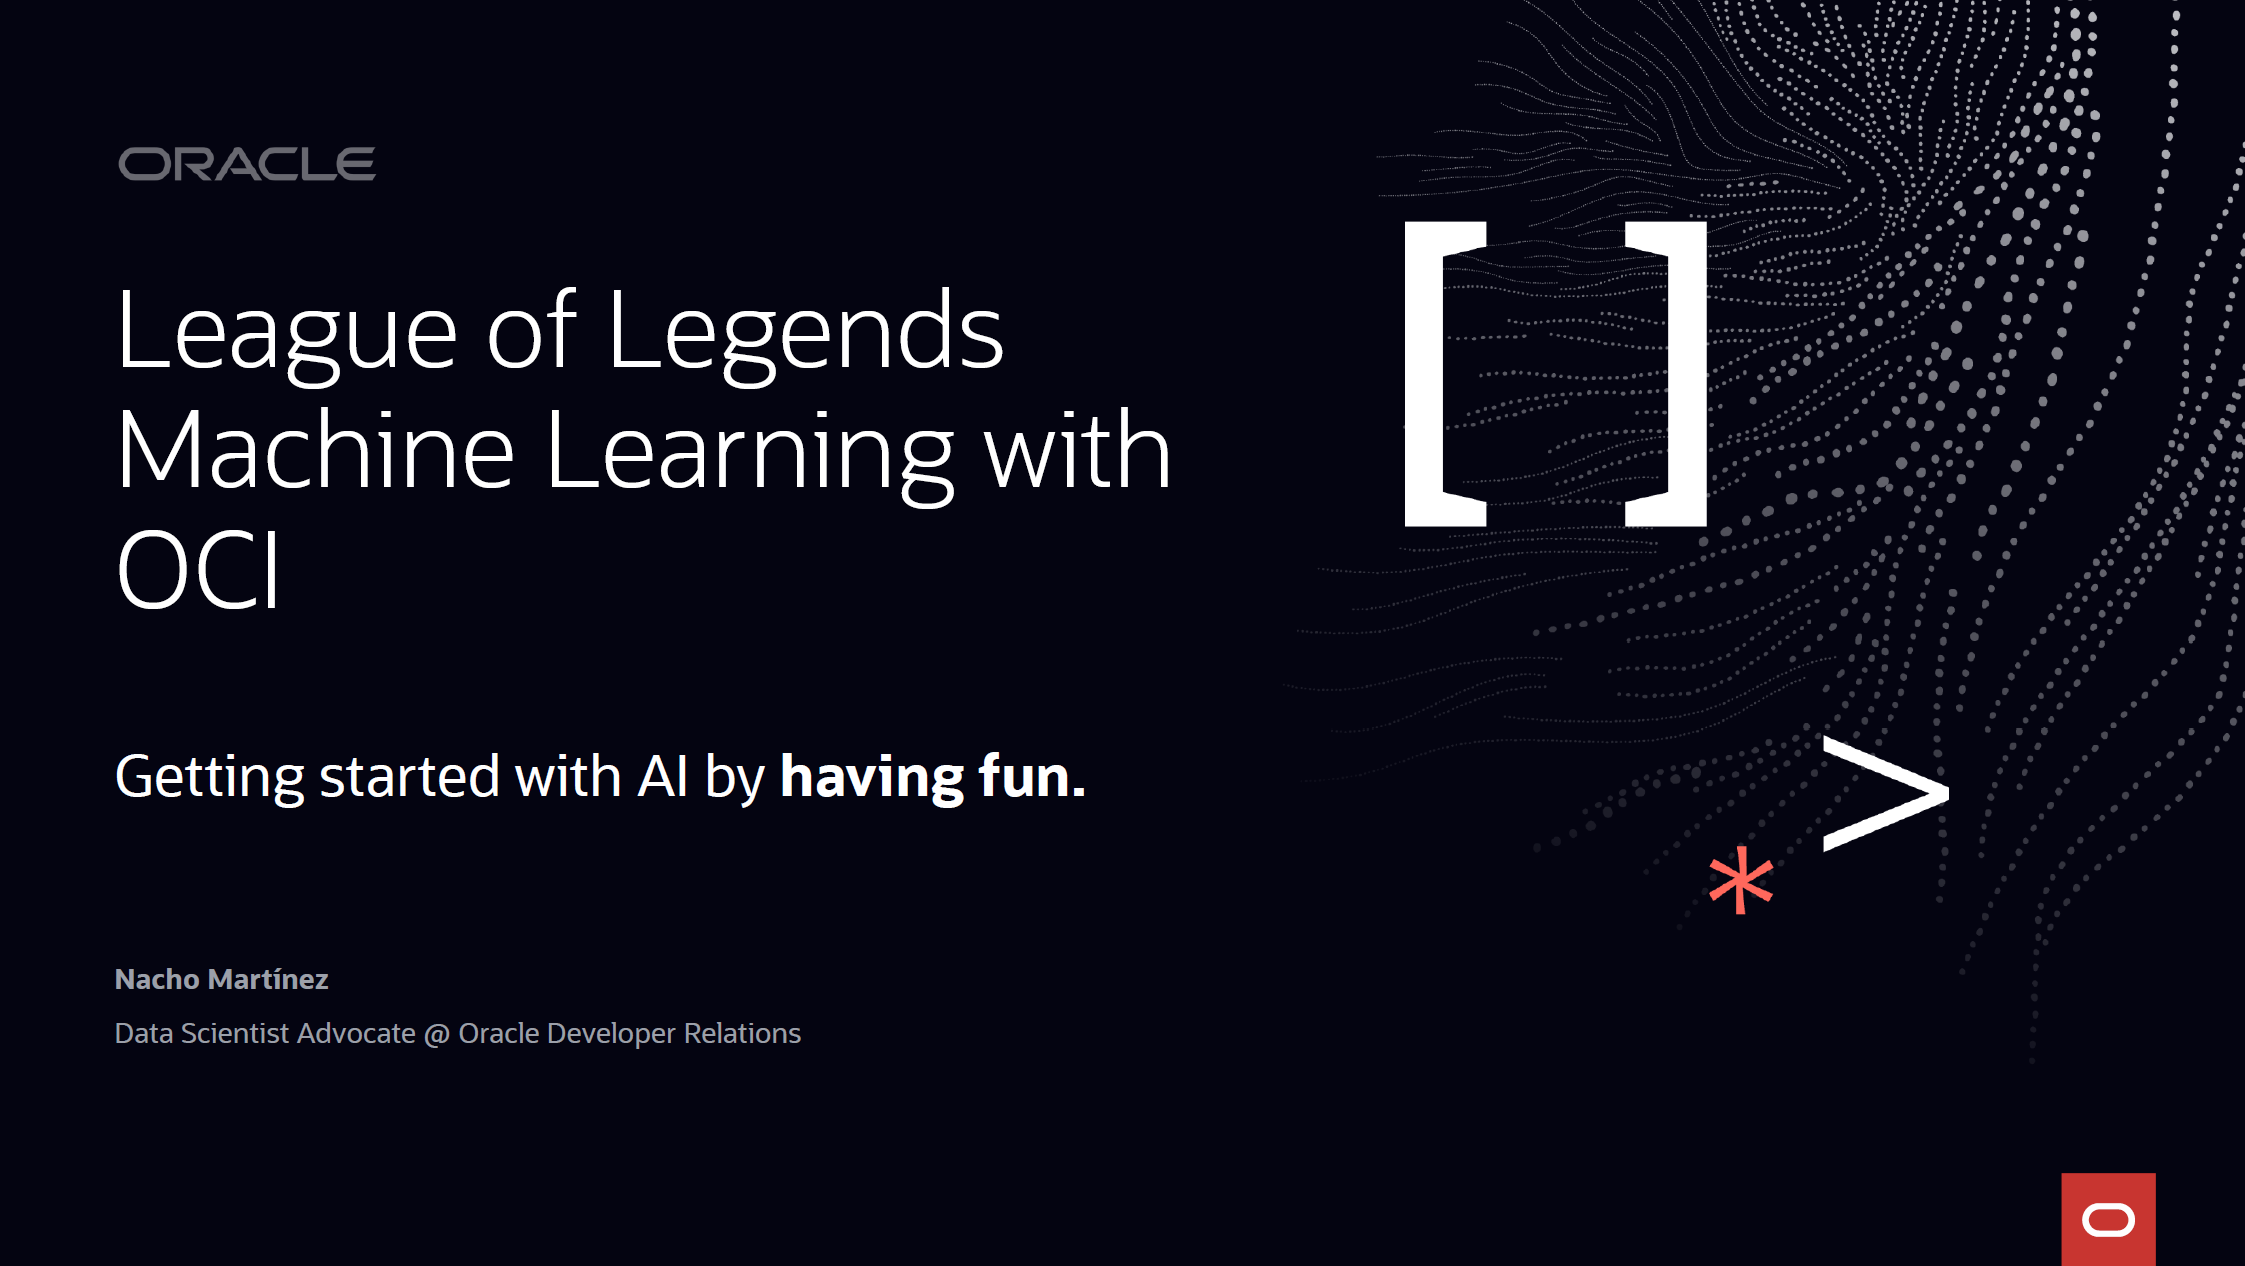 ORACLE
League of Legends
Machine Learning with
OCI
Getting started with AI by having fun.
Nacho Martínez
Data Scientist Advocate @ Oracle Developer Relations
[ ]
>
*